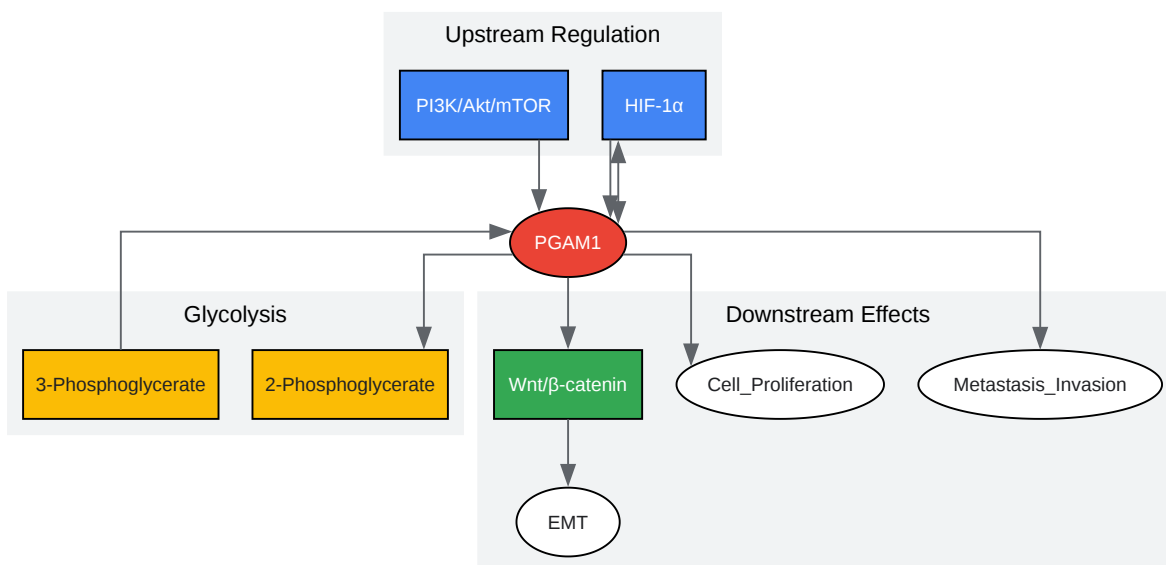 Upstream Regulation
PI3K/Akt/mTOR
HIF-1α
PGAM1
Glycolysis
3-Phosphoglycerate
2-Phosphoglycerate
Downstream Effects
Wnt/β-catenin
Cell_Proliferation
Metastasis_Invasion
EMT